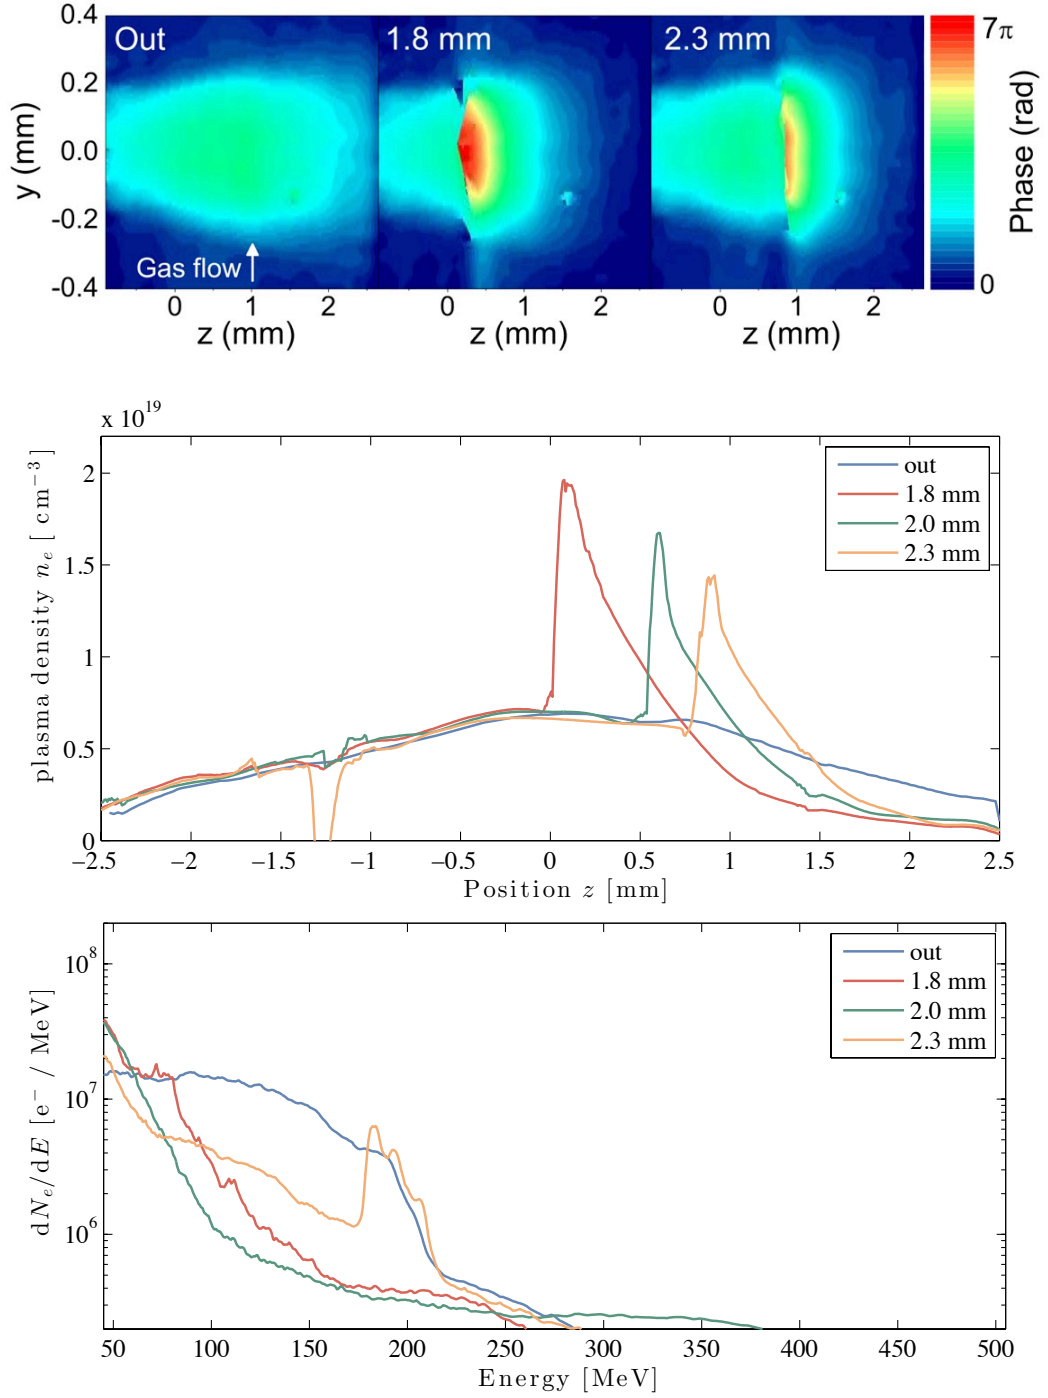 0.4
0.2
0.0
-0.2
-0.4
y (mm)
Out
1.8 mm
2.3 mm
Gas flow
0 1 2
0 1 2
0 1 2
z (mm)
z (mm)
z (mm)
7π
0
Phase (rad)
x 10^19
2
1.5
1
0.5
0
plasma density n_e [ cm^−3 ]
out
1.8 mm
2.0 mm
2.3 mm
−2.5 −2 −1.5 −1 −0.5 0 0.5 1 1.5 2 2.5
Position z [mm]
10^8
10^7
10^6
dN_e/dE [e^− / MeV]
out
1.8 mm
2.0 mm
2.3 mm
50 100 150 200 250 300 350 400 450 500
Energy [MeV]